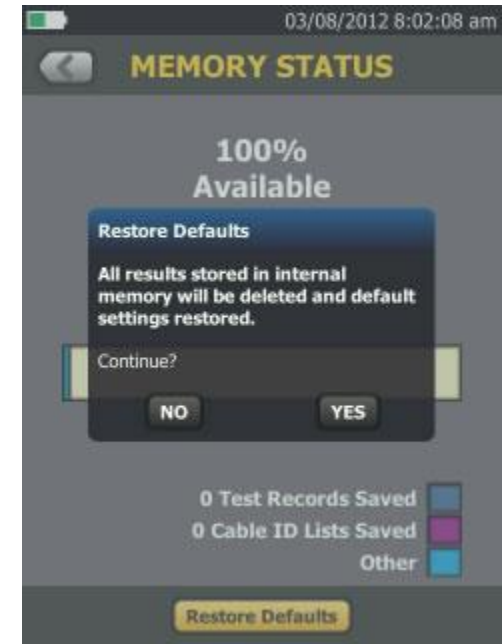 03/08/2012 8:02:08 am
MEMORY STATUS
100%
Available
Restore Defaults
All results stored in internal
memory will be deleted and default
settings restored.
Continue?
NO YES
0 Test Records Saved
0 Cable ID Lists Saved
Other
Restore Defaults